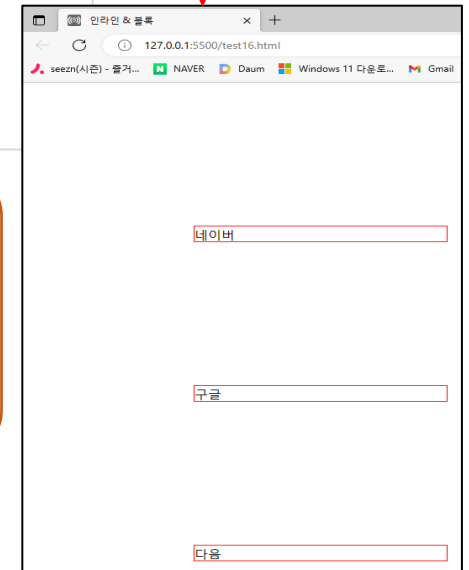 인라인 & 블록
127.0.0.1:5500/test16.html
seezn(시즌) - 즐거... NAVER Daum Windows 11 다운로... Gmail
네이버
구글
다음